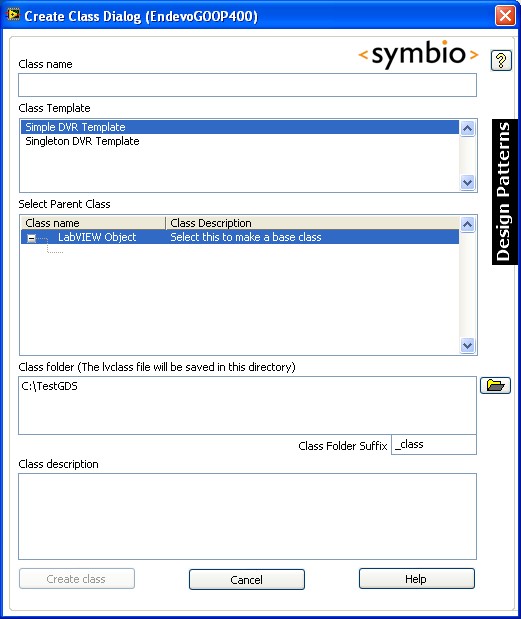 Create Class Dialog (EndevoGOOP400)
<symbio>
?
Class name
Class Template
Simple DVR Template
Singleton DVR Template
Design Patterns
Select Parent Class
Class name Class Description
LabVIEW Object Select this to make a base class
Class folder (The lvclass file will be saved in this directory)
C:\TestGDS
Class Folder Suffix _class
Class description
Create class Cancel Help